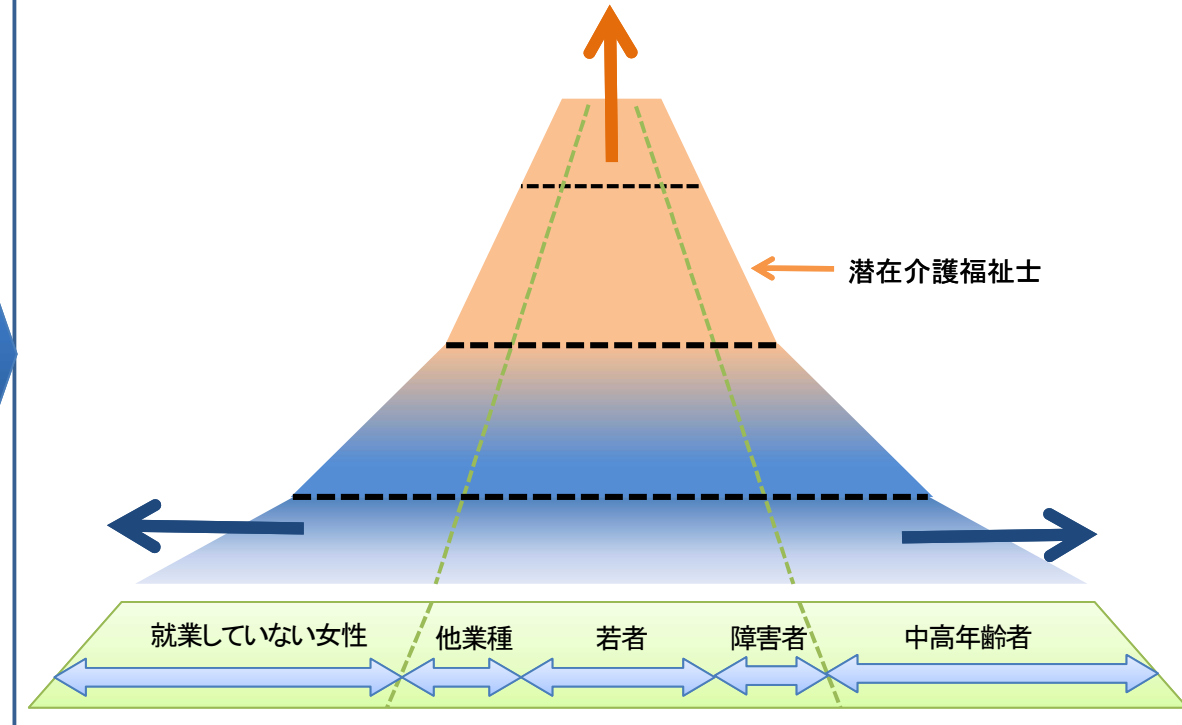 潜在介護福祉士
就業していない女性
他業種
若者
障害者
中高年齢者